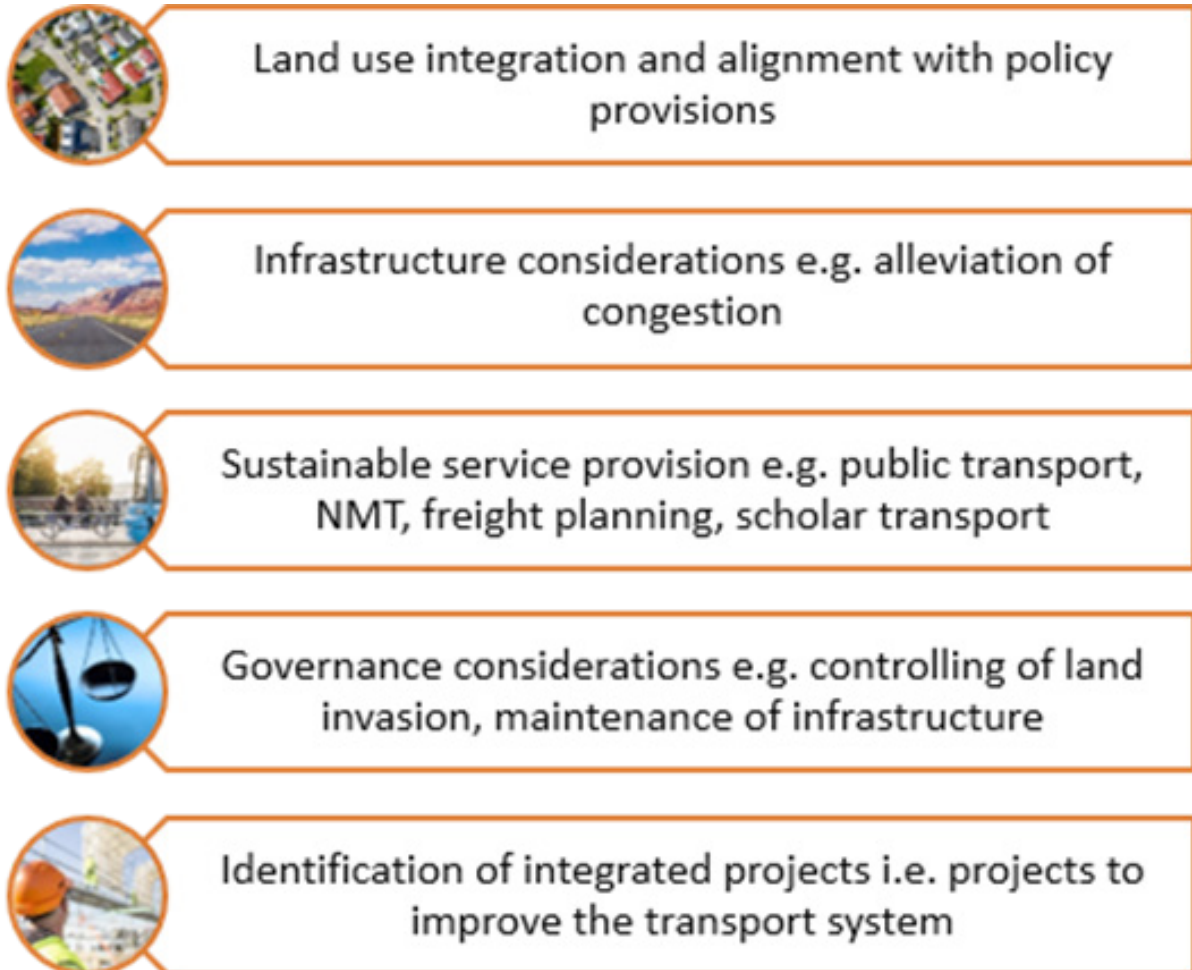 Land use integration and alignment with policy
provisions
Infrastructure considerations e.g. alleviation of
congestion
Sustainable service provision e.g. public transport,
NMT, freight planning, scholar transport
Governance considerations e.g. controlling of land
invasion, maintenance of infrastructure
Identification of integrated projects i.e. projects to
improve the transport system